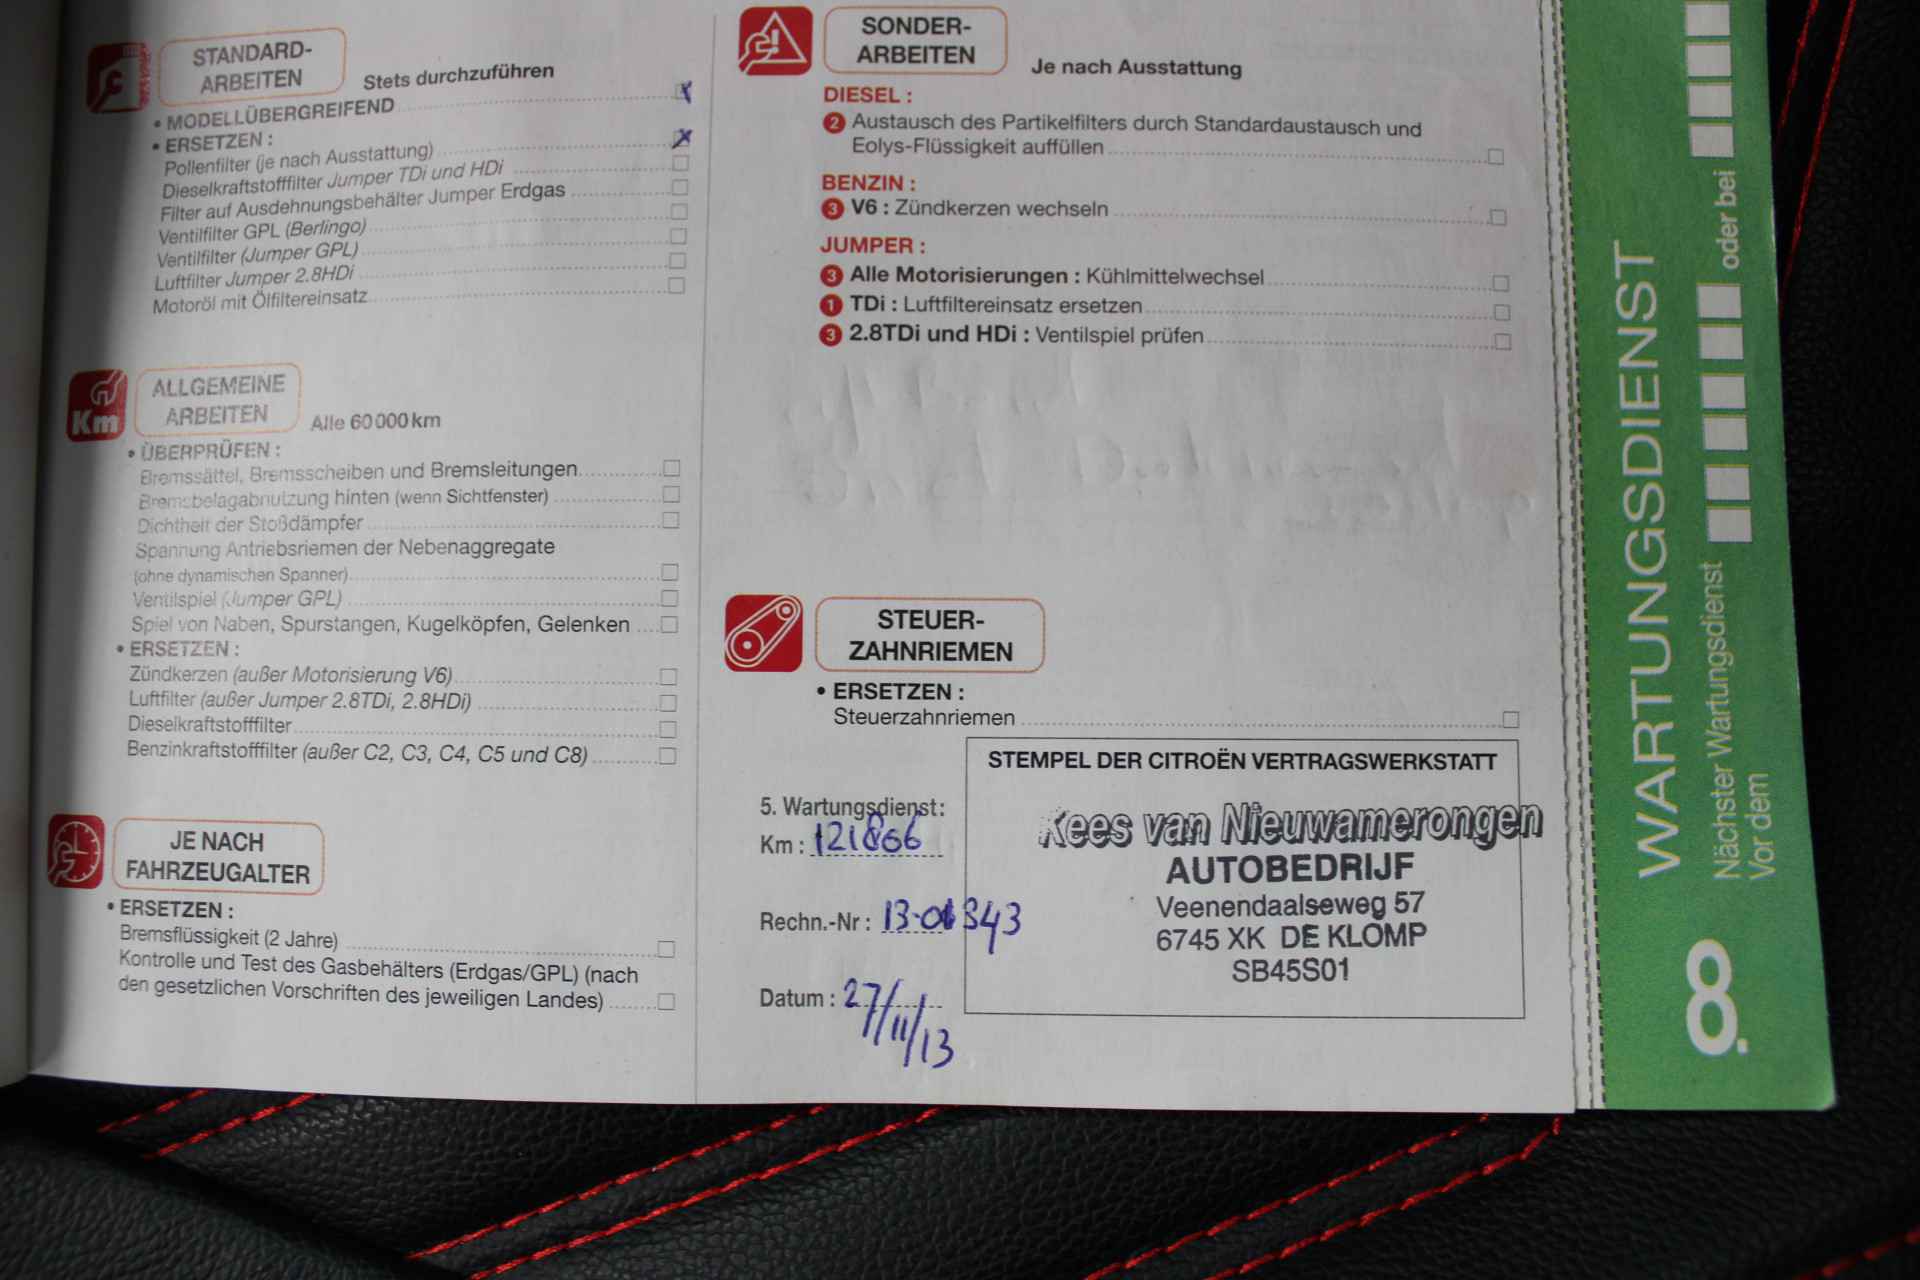 STANDARD-
ARBEITEN
Stets durchzuführen
• MODELLÜBERGREIFEND
• ERSETZEN :
Pollenfilter (je nach Ausstattung)
Dieselkraftstofffilter Jumper TDi und HDi
Filter auf Ausdehnungsbehälter Jumper Erdgas
Ventilfilter GPL (Berlingo)
Ventilfilter (Jumper GPL)
Luftfilter Jumper 2.8HDi
Motoröl mit Ölfiltereinsatz
Km
ALLGEMEINE
ARBEITEN
Alle 60 000 km
• ÜBERPRÜFEN :
Bremssättel, Bremsscheiben und Bremsleitungen
Bremsbelagabnutzung hinten (wenn Sichtfenster)
Dichtheit der Stoßdämpfer
Spannung Antriebsriemen der Nebenaggregate
(ohne dynamischen Spanner)
Ventilspiel (Jumper GPL)
Spiel von Naben, Spurstangen, Kugelköpfen, Gelenken
• ERSETZEN :
Zündkerzen (außer Motorisierung V6)
Luftfilter (außer Jumper 2.8TDi, 2.8HDi)
Dieselkraftstofffilter
Benzinkraftstofffilter (außer C2, C3, C4, C5 und C8)
JE NACH
FAHRZEUGALTER
• ERSETZEN :
Bremsflüssigkeit (2 Jahre)
Kontrolle und Test des Gasbehälters (Erdgas/GPL) (nach
den gesetzlichen Vorschriften des jeweiligen Landes)
SONDER-
ARBEITEN
Je nach Ausstattung
DIESEL :
2 Austausch des Partikelfilters durch Standardaustausch und
Eolys-Flüssigkeit auffüllen
BENZIN :
3 V6 : Zündkerzen wechseln
JUMPER :
3 Alle Motorisierungen : Kühlmittelwechsel
1 TDi : Luftfiltereinsatz ersetzen
3 2.8TDi und HDi : Ventilspiel prüfen
STEUER-
ZAHNRIEMEN
• ERSETZEN :
Steuerzahnriemen
STEMPEL DER CITROËN VERTRAGSWERKSTATT
5. Wartungsdienst:
Km : 121866
Rechn.-Nr :
Datum : 27/11/13
Kees van Nieuwamerongen
AUTOBEDRIJF
Veenendaalseweg 57
6745 XK DE KLOMP
SB45S01
8. WARTUNGSDIENST
Nächster Wartungsdienst
oder bei
Vor dem